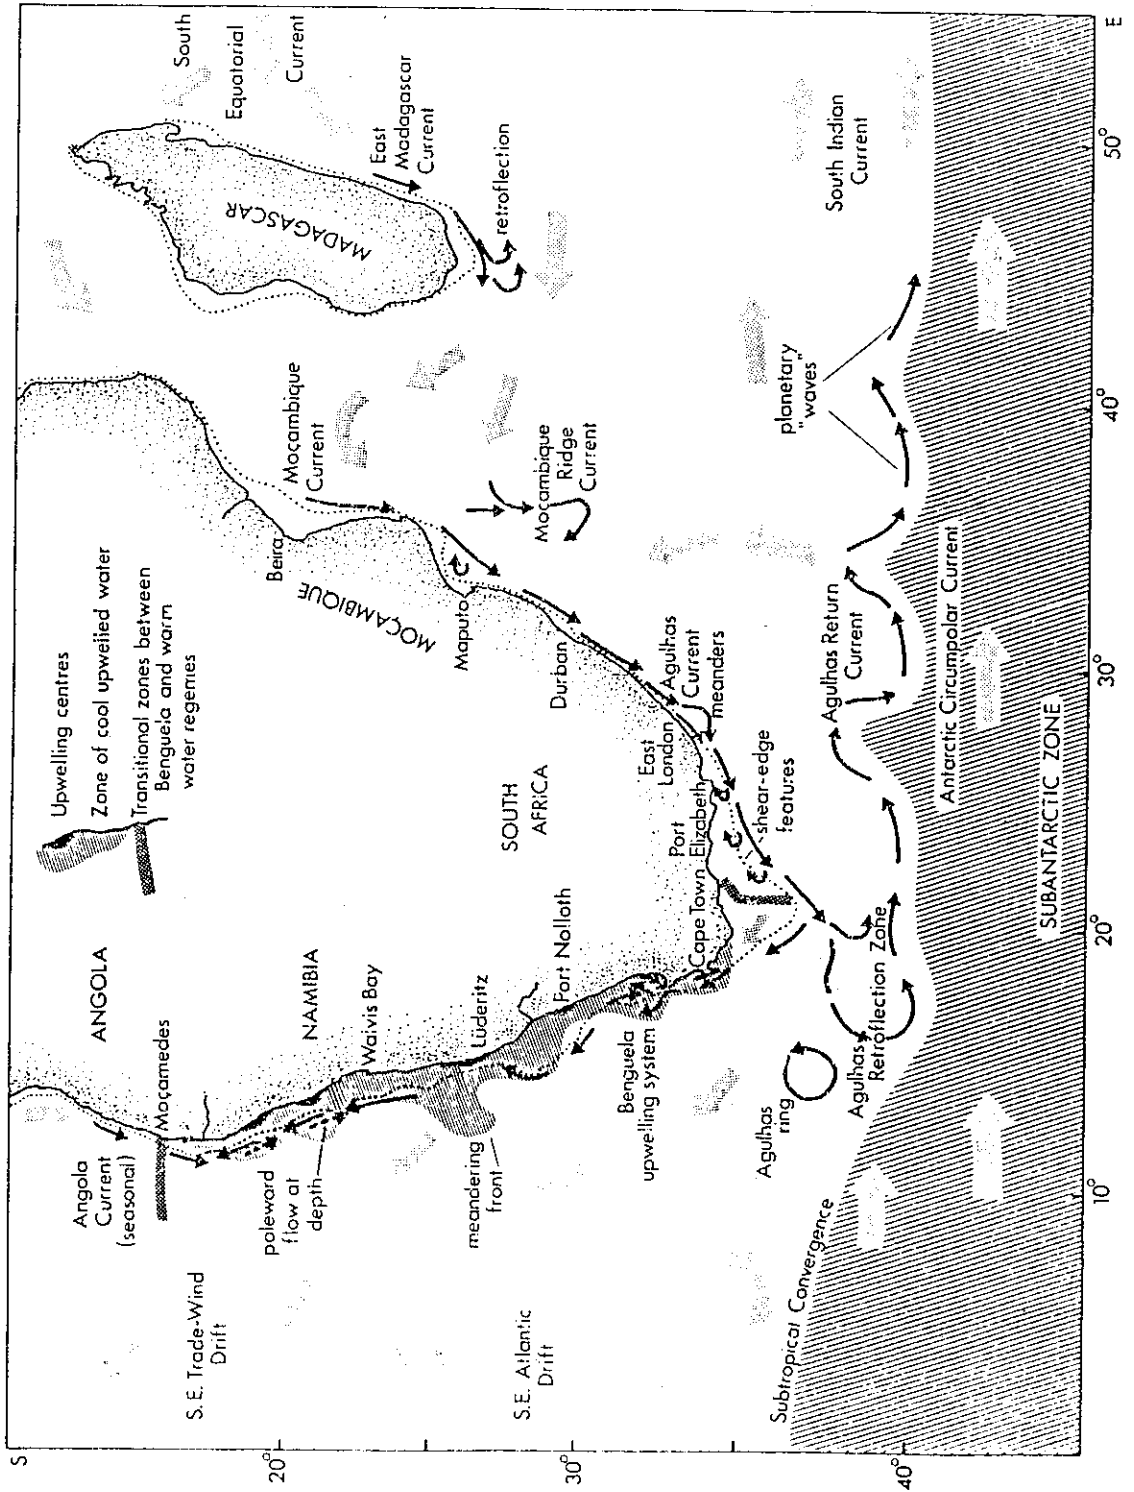 S
20°
30°
40°
10°
20°
30°
40°
50°
E
Upwelling centres
Zone of cool upwelled water
Transitional zones between
Benguela and warm
water regemes
ANGOLA
Moçamedes
Angola
Current
(seasonal)
NAMIBIA
Walvis Bay
Lüderitz
Port Nolloth
poleward
flow at
depth
meandering
front
S.E. Trade-Wind
Drift
S.E. Atlantic
Drift
Benguela
upwelling system
Cape Town
SOUTH
AFRICA
Port
Elizabeth
East
London
Durban
Maputo
MOÇAMBIQUE
Beira
Moçambique
Current
Moçambique
Ridge
Current
MADAGASCAR
South
Equatorial
Current
East
Madagascar
Current
retroflection
Agulhas
Current
meanders
shear-edge
features
Agulhas
ring
Agulhas
Retroflection Zone
Agulhas Return
Current
planetary
"waves"
South Indian
Current
Subtropical Convergence
Antarctic Circumpolar Current
SUBANTARCTIC ZONE